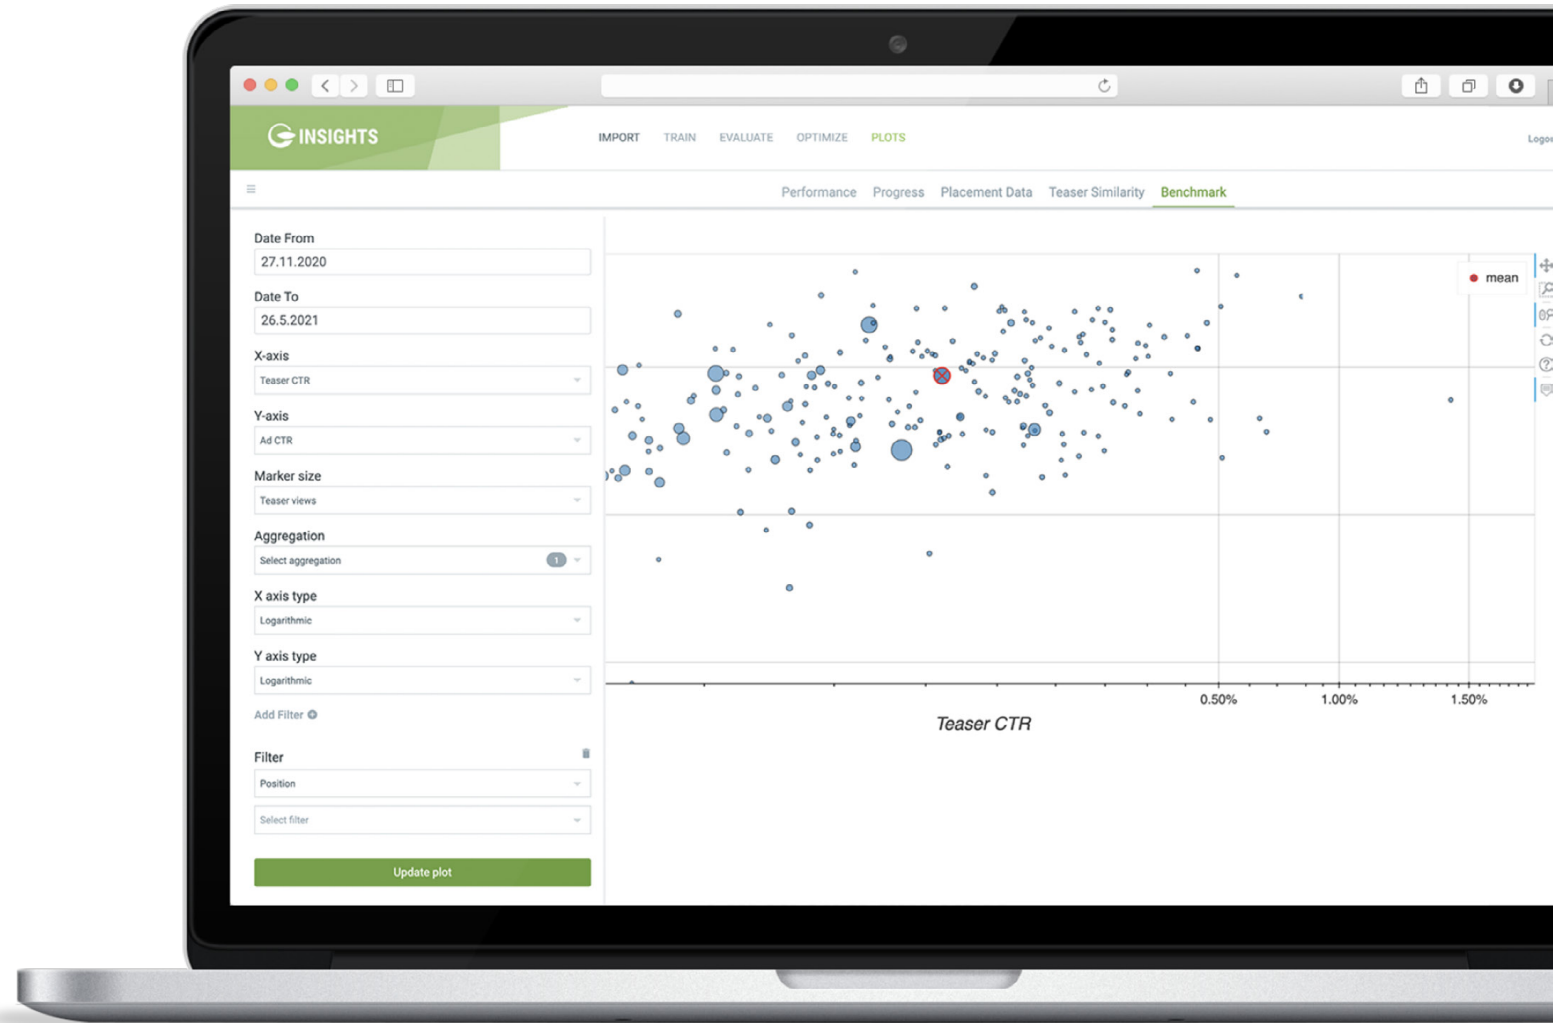 INSIGHTS
IMPORT TRAIN EVALUATE OPTIMIZE PLOTS
Performance Progress Placement Data Teaser Similarity Benchmark
Date From
27.11.2020
Date To
26.5.2021
X-axis
Teaser CTR
Y-axis
Ad CTR
Marker size
Teaser views
Aggregation
Select aggregation 1
X axis type
Logarithmic
Y axis type
Logarithmic
Add Filter
Filter
Position
Select filter
Update plot
mean
0.50% 1.00% 1.50%
Teaser CTR